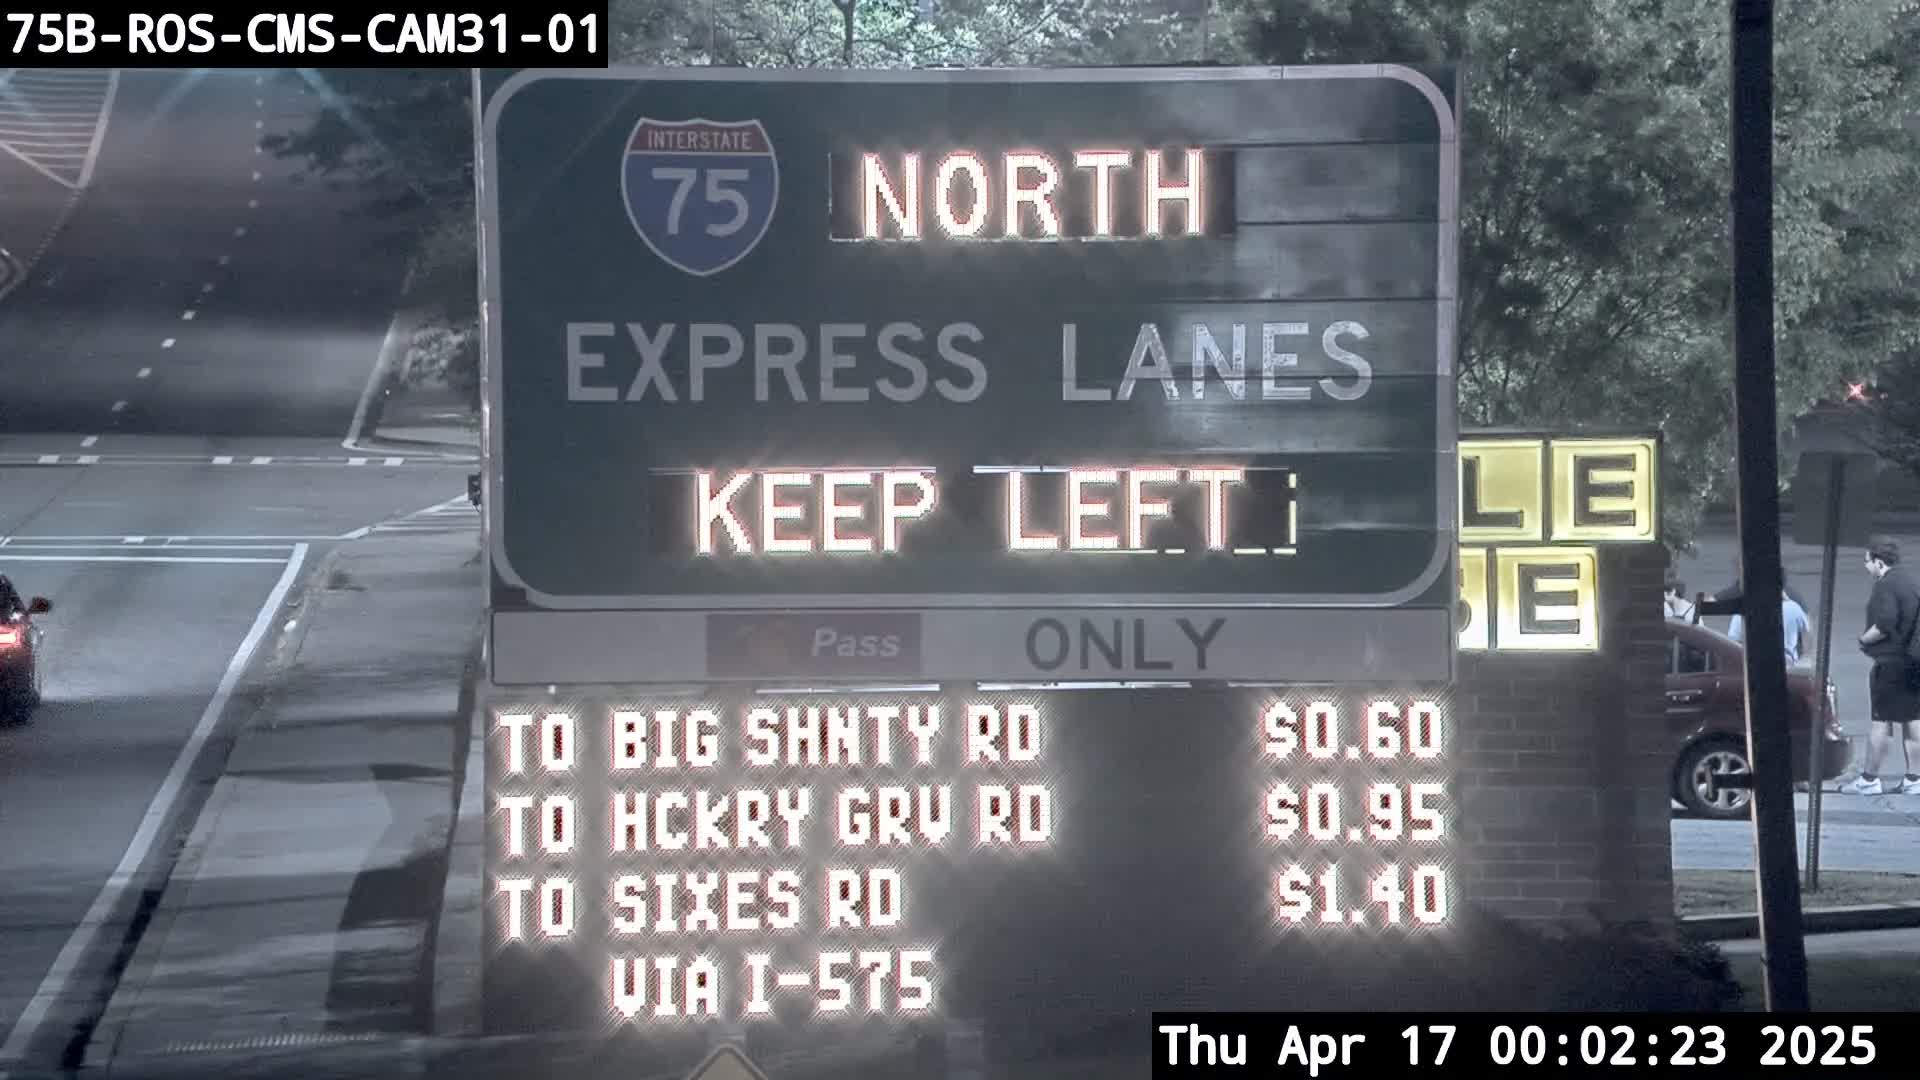 75B-ROS-CMS-CAM31-01
INTERSTATE
75
NORTH
EXPRESS LANES
KEEP LEFT
LE
E
Pass ONLY
TO BIG SHNTY RD $0.60
TO HCKRY GRV RD $0.95
TO SIXES RD $1.40
VIA I-575
Thu Apr 17 00:02:23 2025